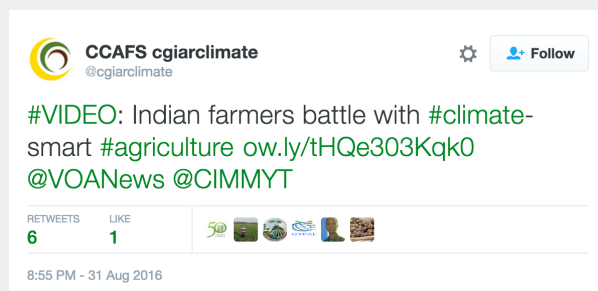 CCAFS cgiarclimate
@cgiarclimate
Follow
#VIDEO: Indian farmers battle with #climate-
smart #agriculture ow.ly/tHQe303Kqk0
@VOANews @CIMMYT
RETWEETS LIKE
6 1
50
8:55 PM - 31 Aug 2016